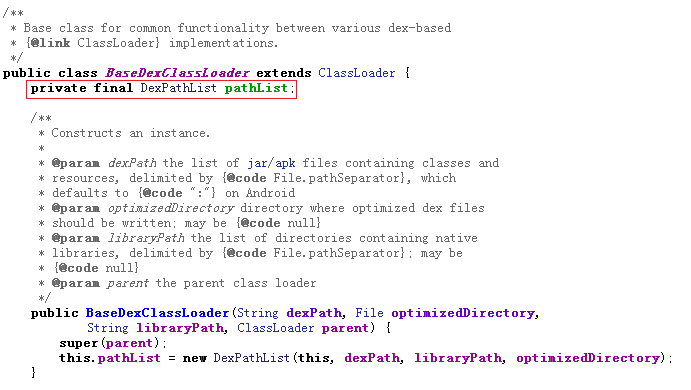 /**
 * Base class for common functionality between various dex-based
 * {@link ClassLoader} implementations.
 */
public class BaseDexClassLoader extends ClassLoader {
    private final DexPathList pathList;

    /**
     * Constructs an instance.
     *
     * @param dexPath the list of jar/apk files containing classes and
     * resources, delimited by {@code File.pathSeparator}, which
     * defaults to {@code ":"} on Android
     * @param optimizedDirectory directory where optimized dex files
     * should be written; may be {@code null}
     * @param libraryPath the list of directories containing native
     * libraries, delimited by {@code File.pathSeparator}; may be
     * {@code null}
     * @param parent the parent class loader
     */
    public BaseDexClassLoader(String dexPath, File optimizedDirectory,
            String libraryPath, ClassLoader parent) {
        super(parent);
        this.pathList = new DexPathList(this, dexPath, libraryPath, optimizedDirectory);
    }